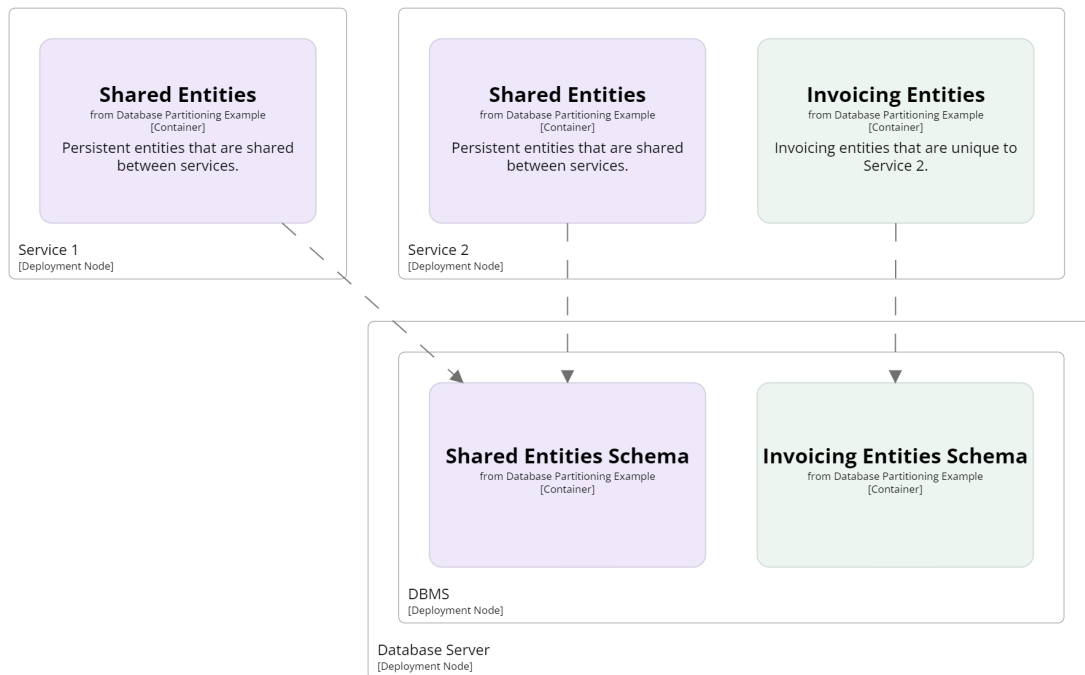 Shared Entities
from Database Partitioning Example
[Container]
Persistent entities that are shared
between services.
Service 1
[Deployment Node]
Shared Entities
from Database Partitioning Example
[Container]
Persistent entities that are shared
between services.
Invoicing Entities
from Database Partitioning Example
[Container]
Invoicing entities that are unique to
Service 2.
Service 2
[Deployment Node]
Shared Entities Schema
from Database Partitioning Example
[Container]
Invoicing Entities Schema
from Database Partitioning Example
[Container]
DBMS
[Deployment Node]
Database Server
[Deployment Node]